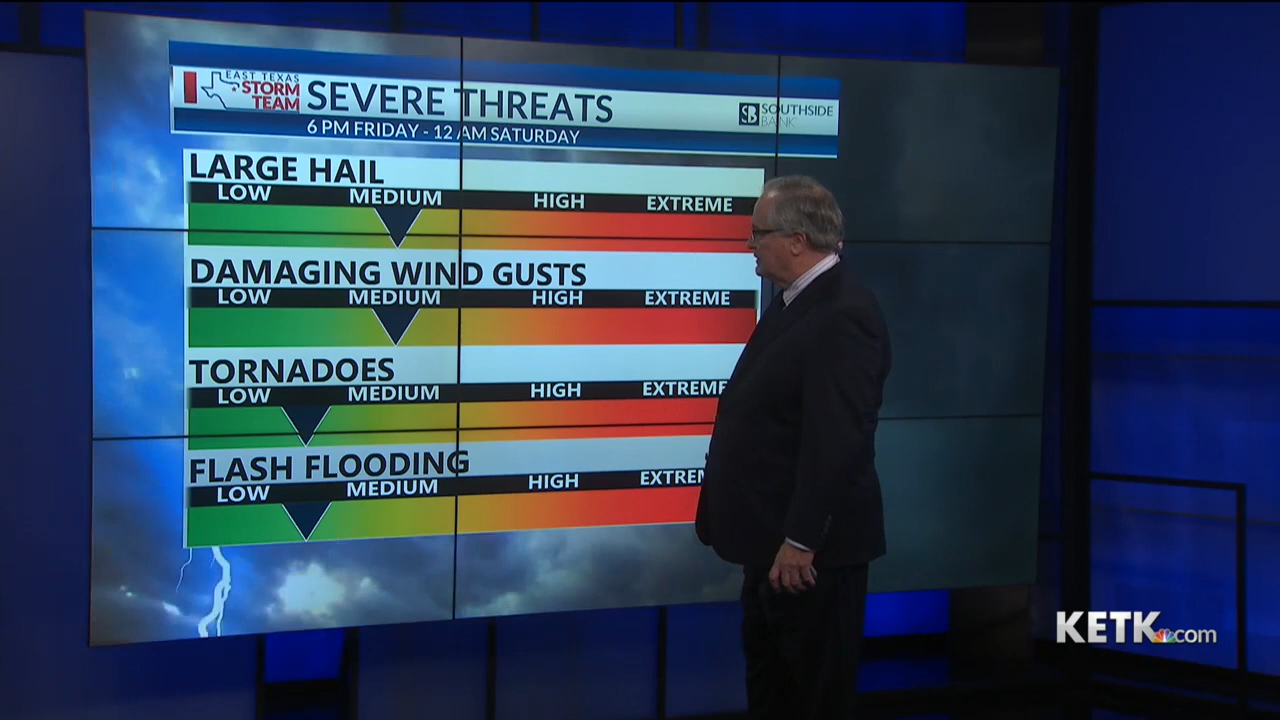 EAST TEXAS
STORM
TEAM
SEVERE THREATS
SB SOUTHSIDE
BANK
6 PM FRIDAY - 12 AM SATURDAY
LARGE HAIL
LOW MEDIUM HIGH EXTREME
DAMAGING WIND GUSTS
LOW MEDIUM HIGH EXTREME
TORNADOES
LOW MEDIUM HIGH EXTREME
FLASH FLOODING
LOW MEDIUM HIGH EXTREM
KETK.com